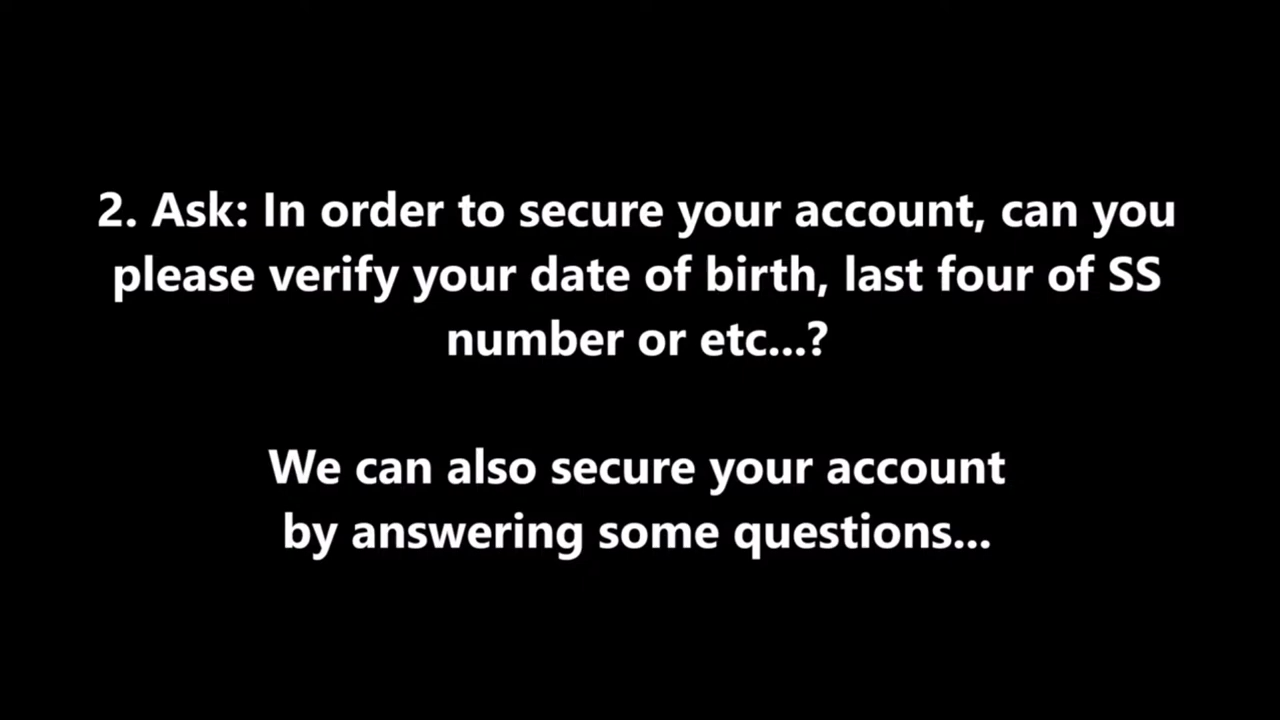 2. Ask: In order to secure your account, can you
please verify your date of birth, last four of SS
number or etc...?
We can also secure your account
by answering some questions...